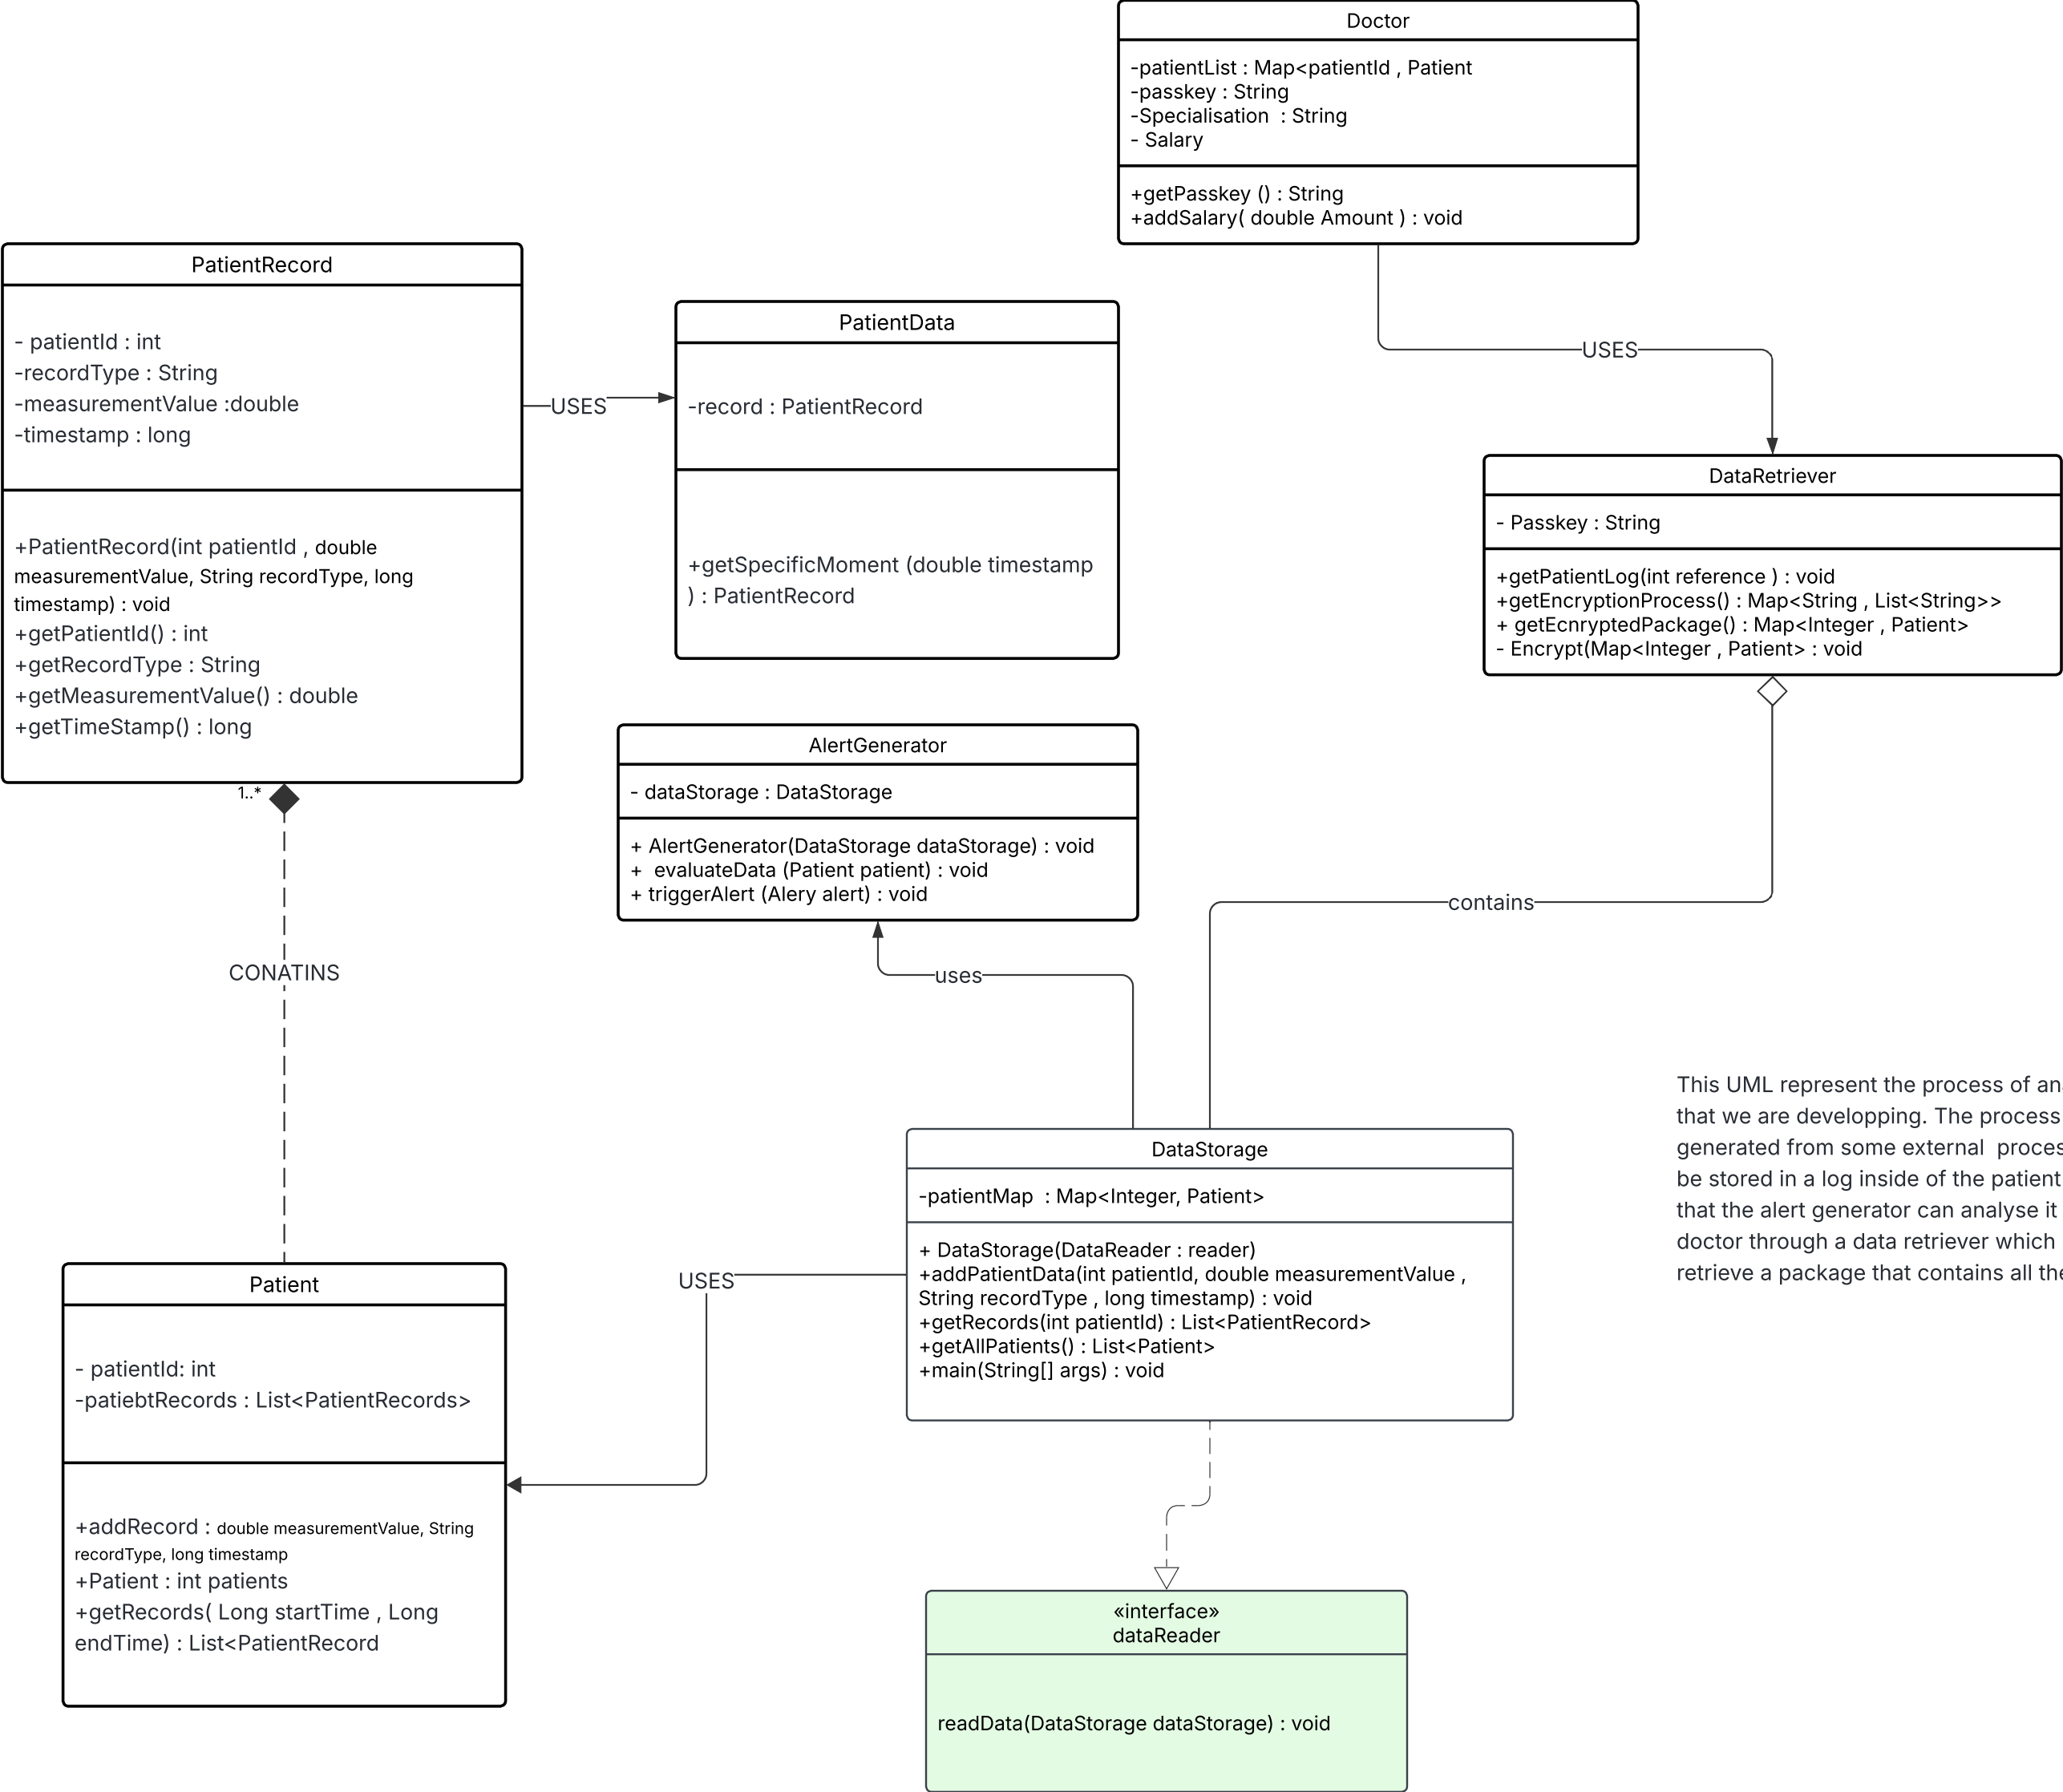 Doctor
-patientList : Map<patientId , Patient
-passkey : String
-Specialisation  : String
- Salary
+getPasskey () : String
+addSalary( double Amount ) : void
PatientRecord
- patientId : int
-recordType : String
-measurementValue :double
-timestamp : long
+PatientRecord(int patientId , double
measurementValue, String recordType, long
timestamp) : void
+getPatientId() : int
+getRecordType : String
+getMeasurementValue() : double
+getTimeStamp() : long
USES
PatientData
-record : PatientRecord
+getSpecificMoment (double timestamp
) : PatientRecord
USES
DataRetriever
- Passkey : String
+getPatientLog(int reference ) : void
+getEncryptionProcess() : Map<String , List<String>>
+ getEcnryptedPackage() : Map<Integer , Patient>
- Encrypt(Map<Integer , Patient> : void
AlertGenerator
- dataStorage : DataStorage
+ AlertGenerator(DataStorage dataStorage) : void
+  evaluateData (Patient patient) : void
+ triggerAlert (Alery alert) : void
1..*
CONATINS
uses
contains
This UML represent the process of an
that we are developping. The process
generated from some external  proces
be stored in a log inside of the patient
that the alert generator can analyse it
doctor through a data retriever which
retrieve a package that contains all the
DataStorage
-patientMap  : Map<Integer, Patient>
+ DataStorage(DataReader : reader)
+addPatientData(int patientId, double measurementValue ,
String recordType , long timestamp) : void
+getRecords(int patientId) : List<PatientRecord>
+getAllPatients() : List<Patient>
+main(String[] args) : void
USES
Patient
- patientId: int
-patiebtRecords : List<PatientRecords>
+addRecord : double measurementValue, String
recordType, long timestamp
+Patient : int patients
+getRecords( Long startTime , Long
endTime) : List<PatientRecord
«interface»
dataReader
readData(DataStorage dataStorage) : void